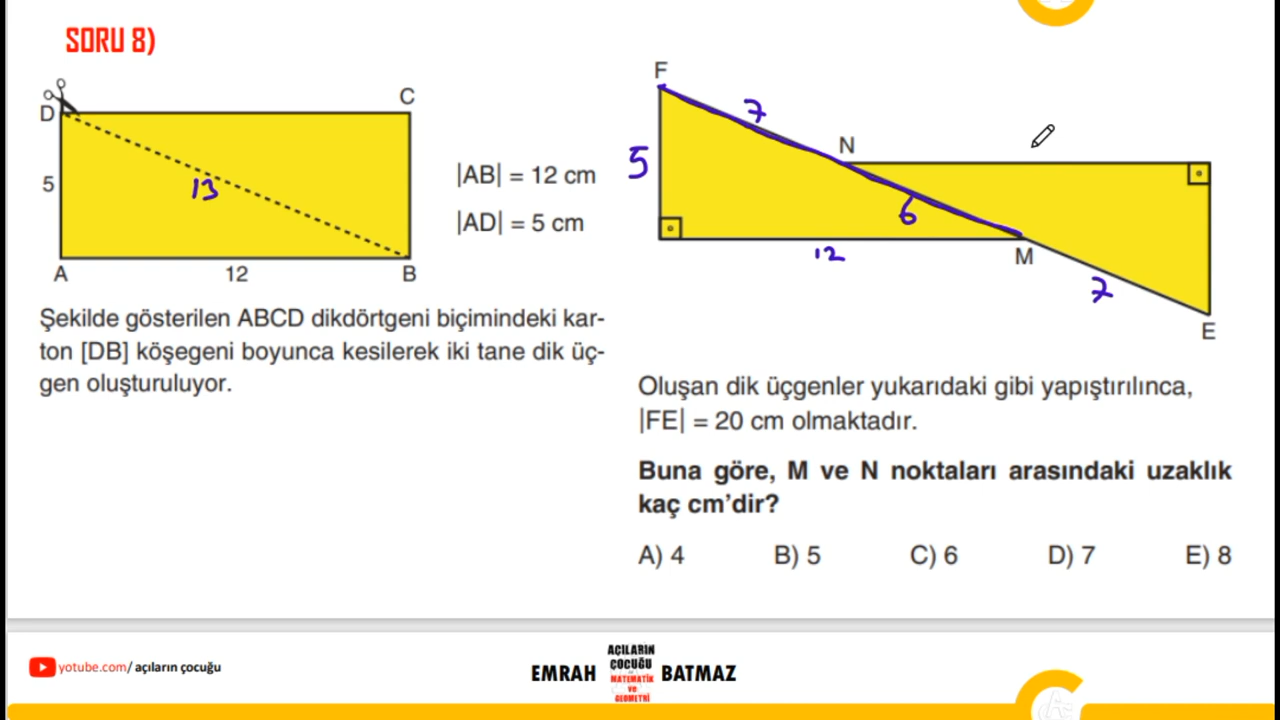 SORU 8)
D
C
5
13
A
12
B
|AB| = 12 cm
|AD| = 5 cm
Şekilde gösterilen ABCD dikdörtgeni biçimindeki kar-
ton [DB] köşegeni boyunca kesilerek iki tane dik üç-
gen oluşturuluyor.
F
7
N
5
6
12
M
7
E
Oluşan dik üçgenler yukarıdaki gibi yapıştırılınca,
|FE| = 20 cm olmaktadır.
Buna göre, M ve N noktaları arasındaki uzaklık
kaç cm'dir?
A) 4 B) 5 C) 6 D) 7 E) 8
yotube.com/ açıların çocuğu
EMRAH
AÇILARIN
ÇOCUĞU
MATEMATİK
ve
GEOMETRİ
BATMAZ